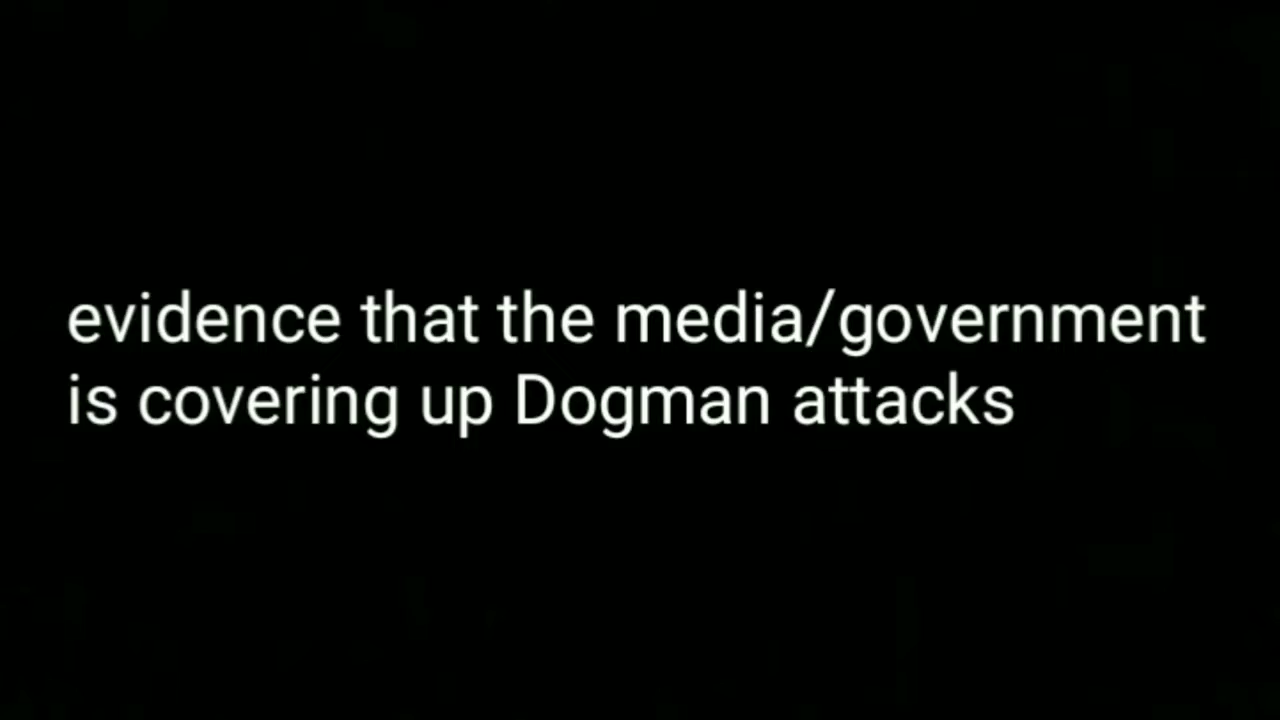 evidence that the media/government
is covering up Dogman attacks